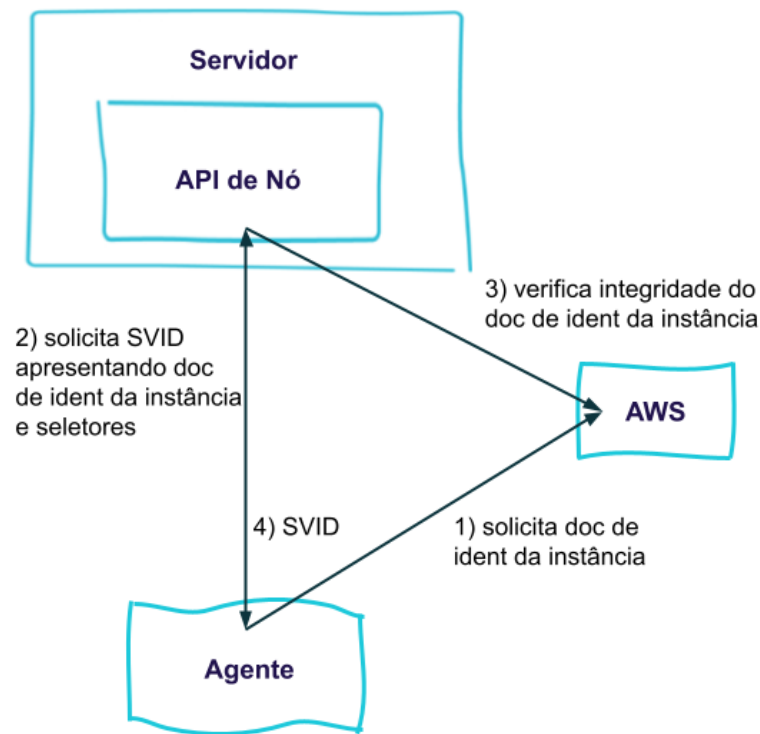 Servidor
API de Nó
3) verifica integridade do
doc de ident da instância
2) solicita SVID
apresentando doc
de ident da instância
e seletores
AWS
4) SVID
1) solicita doc de
ident da instância
Agente